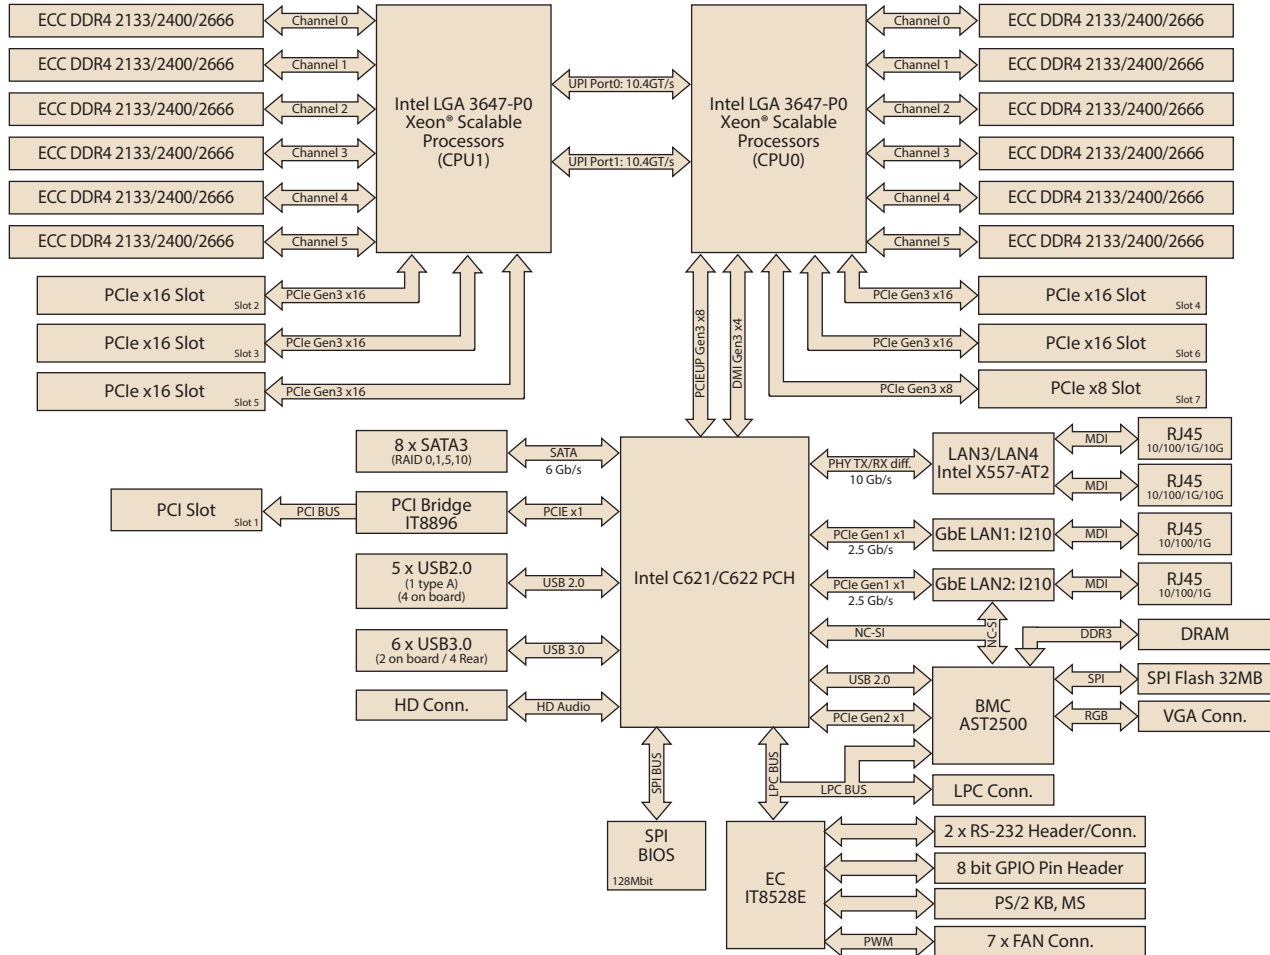 ECC DDR4 2133/2400/2666
Channel 0
ECC DDR4 2133/2400/2666
Channel 1
ECC DDR4 2133/2400/2666
Channel 2
ECC DDR4 2133/2400/2666
Channel 3
ECC DDR4 2133/2400/2666
Channel 4
ECC DDR4 2133/2400/2666
Channel 5
Intel LGA 3647-P0
Xeon® Scalable
Processors
(CPU1)
UPI Port0: 10.4GT/s
UPI Port1: 10.4GT/s
Intel LGA 3647-P0
Xeon® Scalable
Processors
(CPU0)
Channel 0
ECC DDR4 2133/2400/2666
Channel 1
ECC DDR4 2133/2400/2666
Channel 2
ECC DDR4 2133/2400/2666
Channel 3
ECC DDR4 2133/2400/2666
Channel 4
ECC DDR4 2133/2400/2666
Channel 5
ECC DDR4 2133/2400/2666
PCIe x16 Slot
Slot 2
PCIe Gen3 x16
PCIe x16 Slot
Slot 3
PCIe Gen3 x16
PCIe x16 Slot
Slot 5
PCIe Gen3 x16
PCIEUP Gen3 x8
DMI Gen3 x4
PCIe Gen3 x16
PCIe x16 Slot
Slot 4
PCIe Gen3 x16
PCIe x16 Slot
Slot 6
PCIe Gen3 x8
PCIe x8 Slot
Slot 7
8 x SATA3
(RAID 0,1,5,10)
SATA
6 Gb/s
PCI Slot
Slot 1
PCI BUS
PCI Bridge
IT8896
PCIE x1
5 x USB2.0
(1 type A)
(4 on board)
USB 2.0
6 x USB3.0
(2 on board / 4 Rear)
USB 3.0
HD Conn.
HD Audio
Intel C621/C622 PCH
PHY TX/RX diff.
10 Gb/s
LAN3/LAN4
Intel X557-AT2
MDI
RJ45
10/100/1G/10G
MDI
RJ45
10/100/1G/10G
PCIe Gen1 x1
2.5 Gb/s
GbE LAN1: I210
MDI
RJ45
10/100/1G
PCIe Gen1 x1
2.5 Gb/s
GbE LAN2: I210
MDI
RJ45
10/100/1G
NC-SI
NC-SI
DDR3
DRAM
USB 2.0
PCIe Gen2 x1
BMC
AST2500
SPI
SPI Flash 32MB
RGB
VGA Conn.
SPI BUS
LPC BUS
LPC BUS
LPC Conn.
SPI
BIOS
128Mbit
EC
IT8528E
2 x RS-232 Header/Conn.
8 bit GPIO Pin Header
PS/2 KB, MS
PWM
7 x FAN Conn.